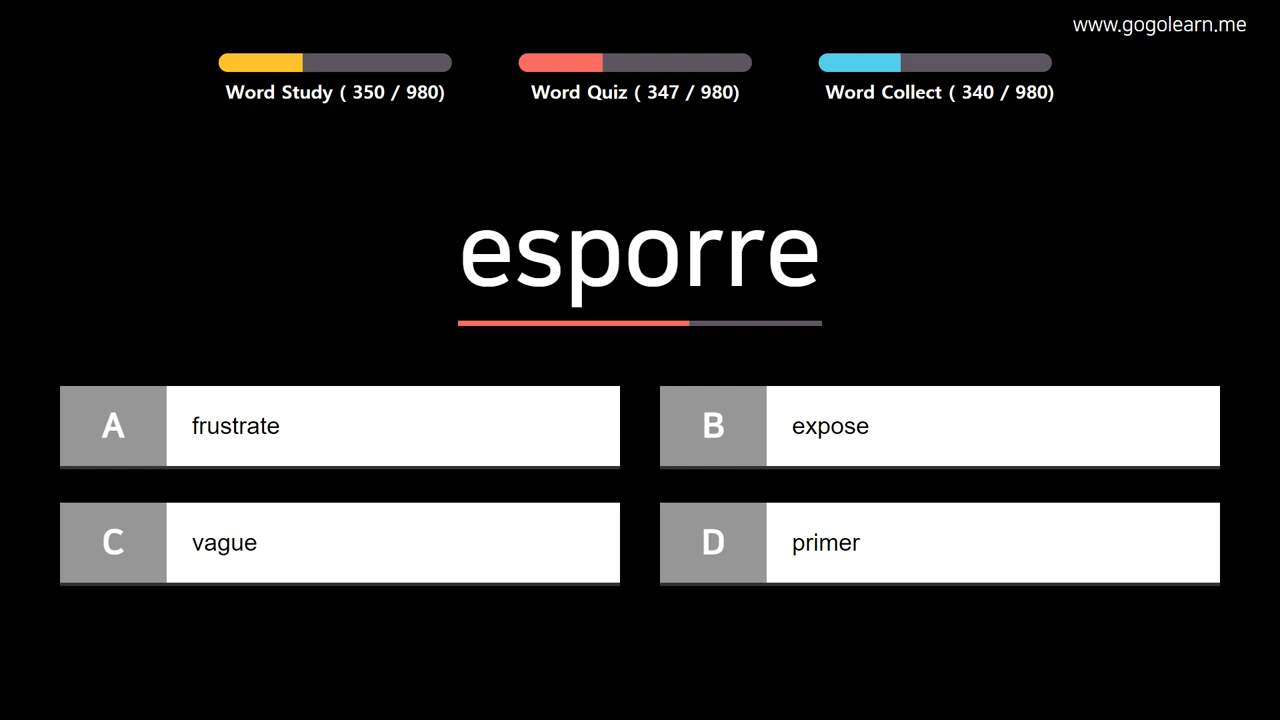 www.gogolearn.me
Word Study ( 350 / 980)
Word Quiz ( 347 / 980)
Word Collect ( 340 / 980)
esporre
A frustrate
B expose
C vague
D primer